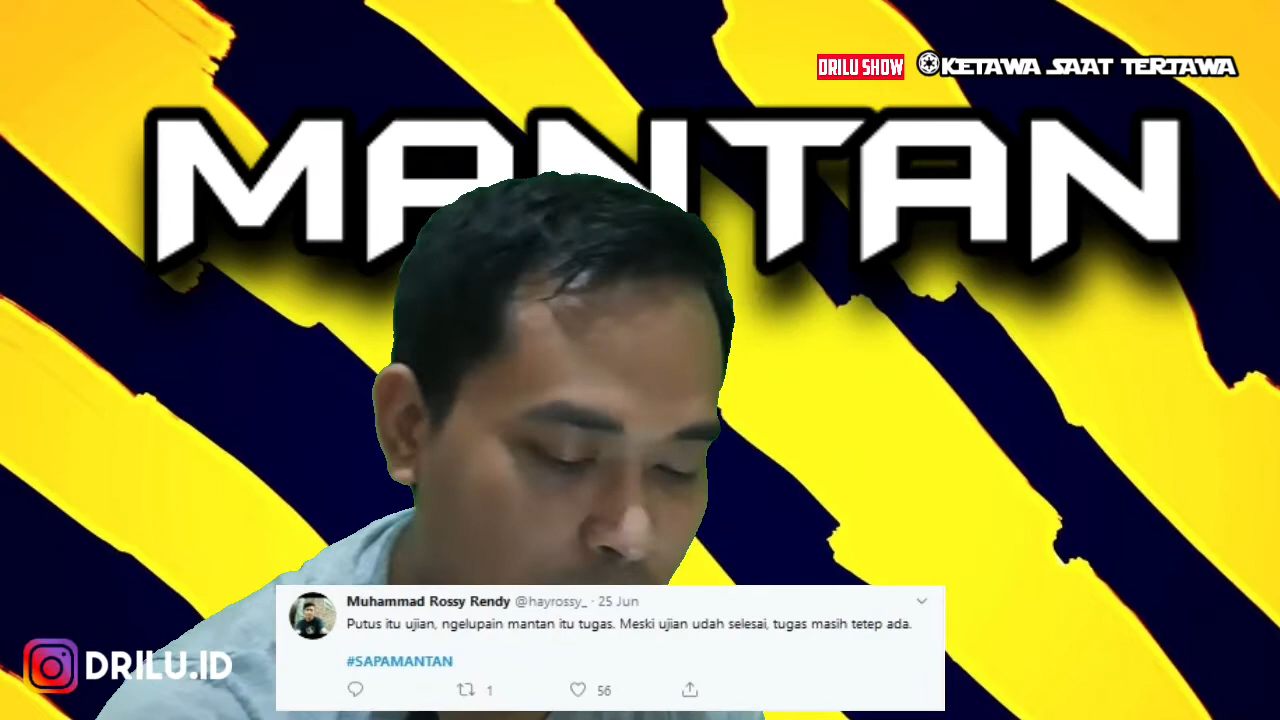 DRILU SHOW KETAWA SAAT TERTAWA
MANTAN
Muhammad Rossy Rendy @hayrossy_ · 25 Jun
Putus itu ujian, ngelupain mantan itu tugas. Meski ujian udah selesai, tugas masih tetep ada.
#SAPAMANTAN
1 56
DRILU.ID